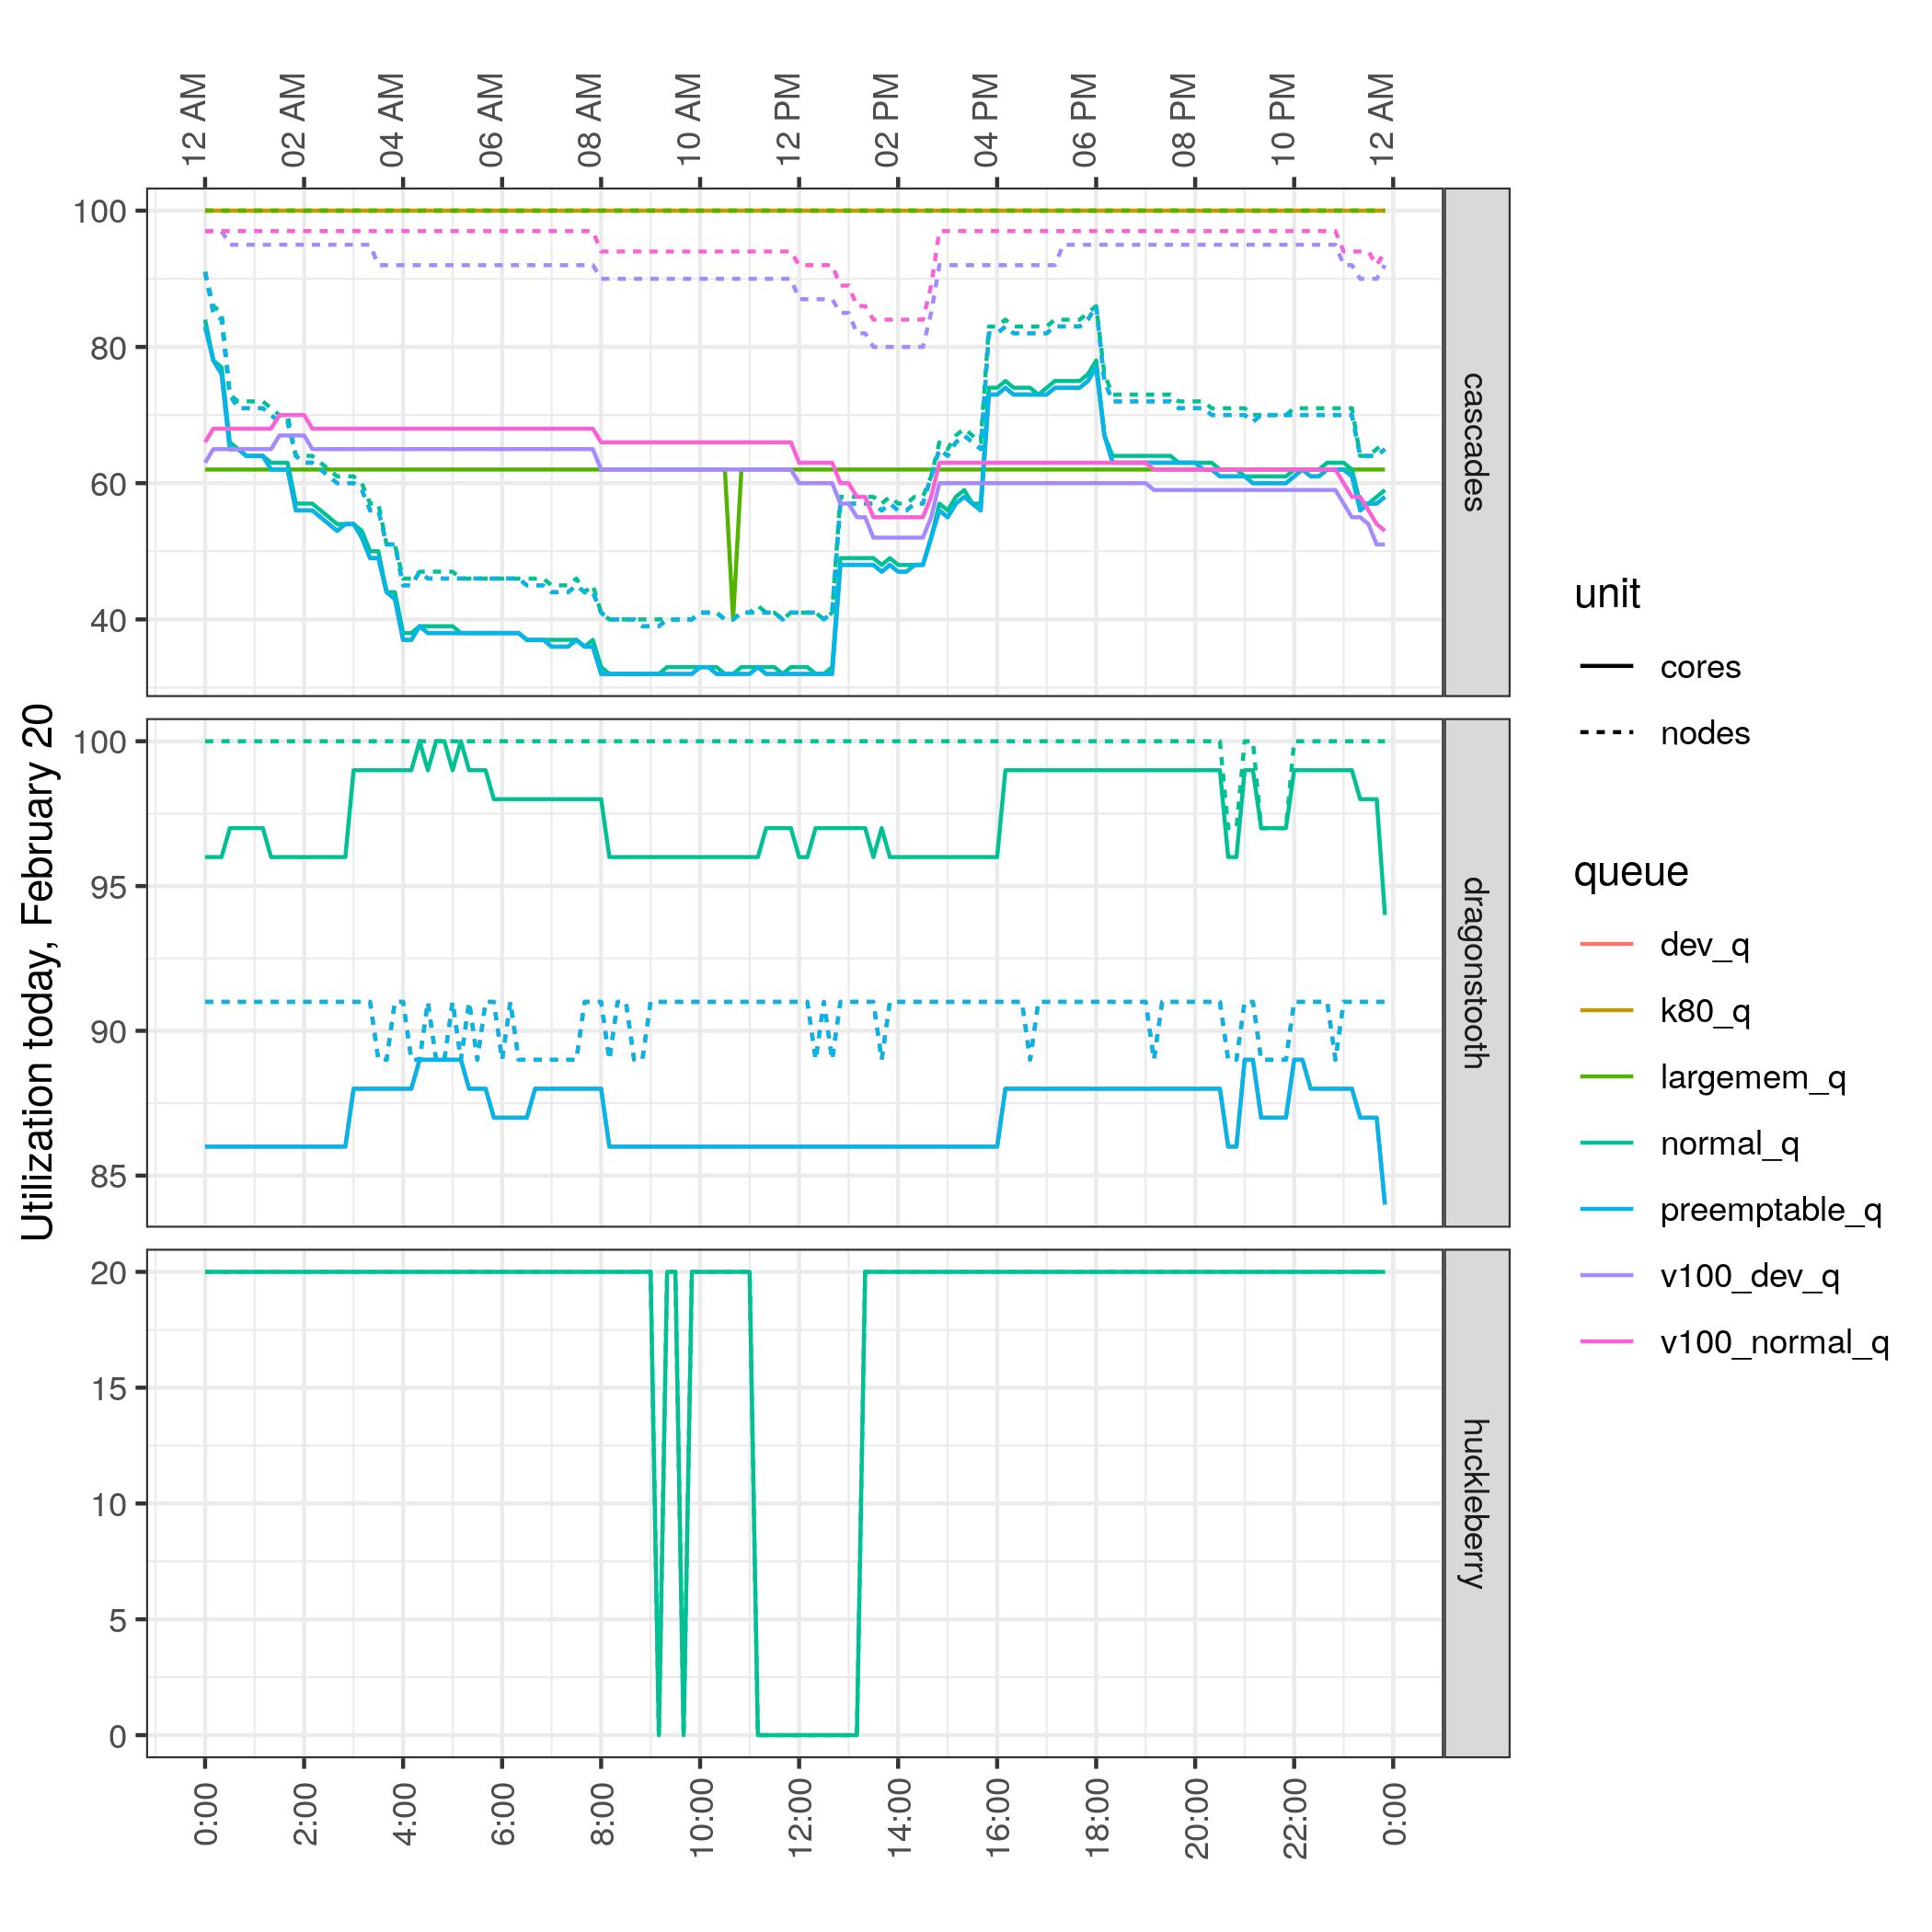 12 AM
02 AM
04 AM
06 AM
08 AM
10 AM
12 PM
02 PM
04 PM
06 PM
08 PM
10 PM
12 AM
Utilization today, February 20
100
80
60
40
cascades
100
95
90
85
dragonstooth
20
15
10
5
0
huckleberry
0:00
2:00
4:00
6:00
8:00
10:00
12:00
14:00
16:00
18:00
20:00
22:00
0:00
unit
cores
nodes
queue
dev_q
k80_q
largemem_q
normal_q
preemptable_q
v100_dev_q
v100_normal_q